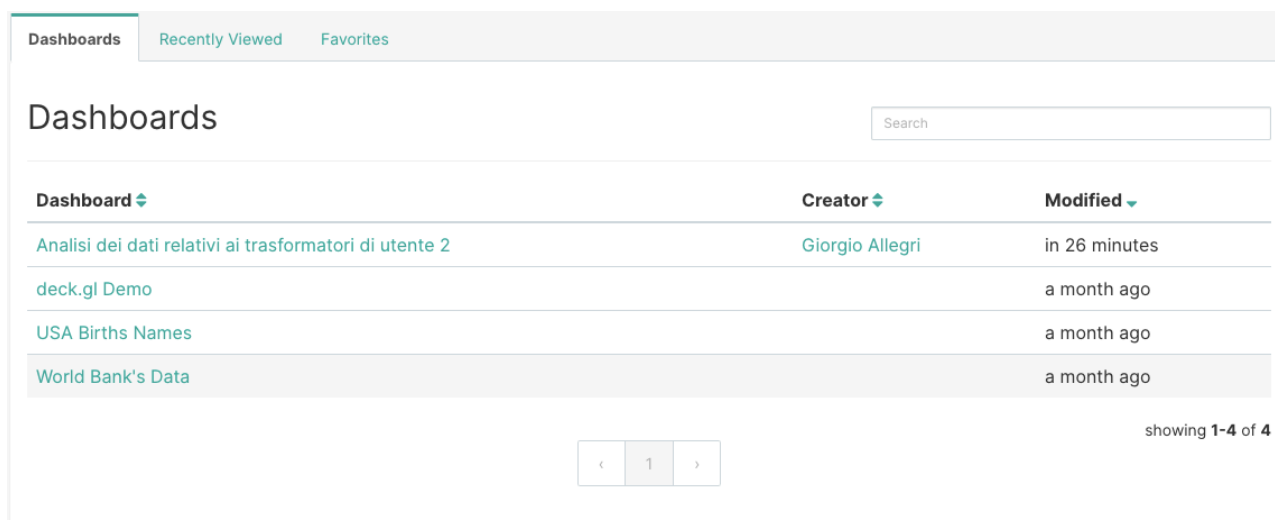 Dashboards Recently Viewed Favorites
Dashboards
Search
Dashboard Creator Modified
Analisi dei dati relativi ai trasformatori di utente 2 Giorgio Allegri in 26 minutes
deck.gl Demo a month ago
USA Births Names a month ago
World Bank's Data a month ago
showing 1-4 of 4
‹ 1 ›